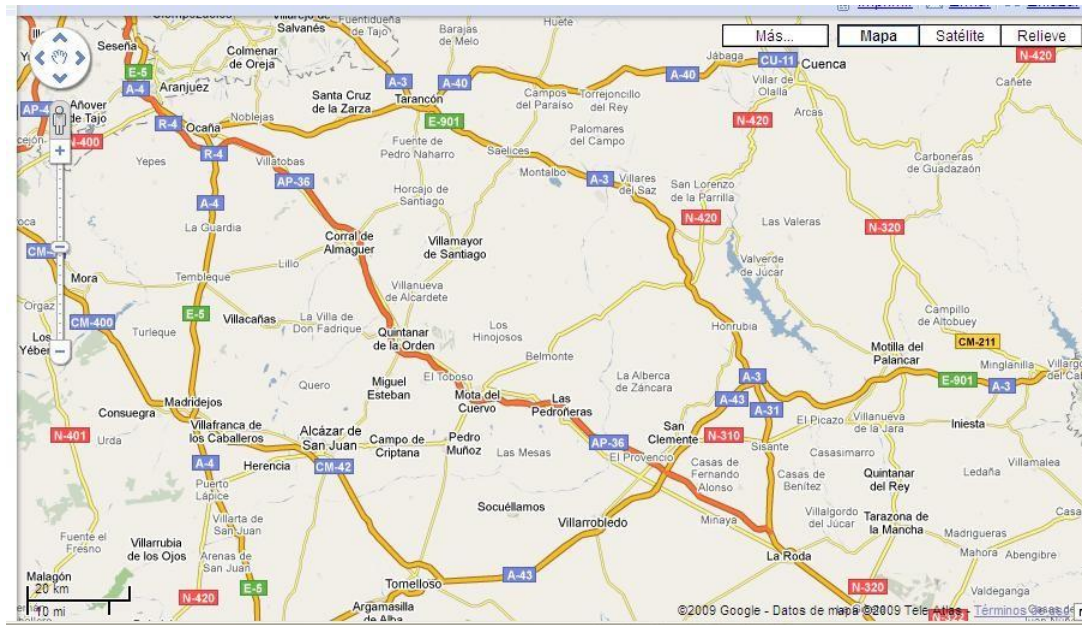 Más...
Mapa
Satélite
Relieve
Seseña
Villarejo de
Salvanés
Fuentidueña
de Tajo
Barajas
de Melo
Huete
Colmenar
de Oreja
E-5
A-4
Aranjuez
Añover
de Tajo
N-400
R-4
Ocaña
Noblejas
Santa Cruz
de la Zarza
A-3
Tarancón
A-40
E-901
Campos
del Paraíso
Torrejoncillo
del Rey
A-40
Jábaga
CU-11
Cuenca
Villar de
Olalla
Arcas
N-420
Cañete
N-420
Palomares
del Campo
Fuente de
Pedro Naharro
Saelices
Montalbo
A-3
Villares
del Saz
San Lorenzo
de la Parrilla
N-420
Las Valeras
Carboneras
de Guadazaón
N-320
Yepes
R-4
Villatobas
AP-36
A-4
La Guardia
Horcajo de
Santiago
Corral de
Almaguer
Villamayor
de Santiago
Lillo
Mora
Tembleque
Orgaz
CM-400
Los
Turleque
E-5
Villacañas
La Villa de
Don Fadrique
Villanueva
de Alcardete
Quintanar
de la Orden
Los
Hinojosos
Belmonte
Valverde
de Júcar
Honrubia
Campillo
de Altobuey
Motilla del
Palancar
CM-211
Minglanilla
E-901
A-3
Quero
Miguel
Esteban
El Toboso
Mota del
Cuervo
Las
Pedroñeras
La Alberca
de Záncara
A-3
A-43
A-31
Consuegra
Madridejos
N-401
Urda
Villafranca de
los Caballeros
Alcázar de
San Juan
Campo de
Criptana
Pedro
Muñoz
Las Mesas
AP-36
El Provencio
San
Clemente
N-310
Sisante
El Picazo
Villanueva
de la Jara
Iniesta
Casasimarro
A-4
Herencia
CM-42
Puerto
Lápice
Casas de
Fernando
Alonso
Casas de
Benítez
Quintanar
del Rey
Ledaña
Villamalea
Socuéllamos
Villarrobledo
Minaya
Villalgordo
del Júcar
Tarazona de
la Mancha
Madrigueras
Mahora
Abengibre
Fuente el
Fresno
Villarrubia
de los Ojos
Villarta de
San Juan
Arenas de
San Juan
La Roda
Malagón
20 km
10 mi
N-420
E-5
Tomelloso
A-43
Argamasilla
de Alba
N-320
Valdeganga
©2009 Google - Datos de mapa ©2009 Tele Atlas - Términos de uso